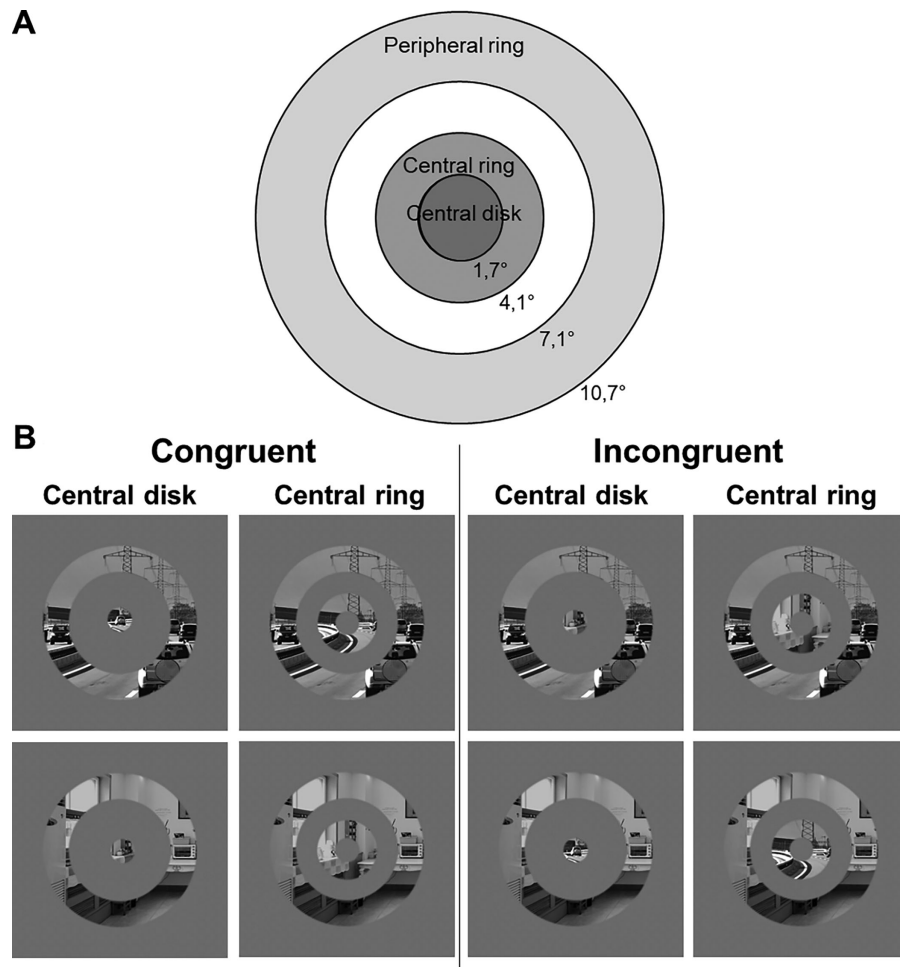 A
Peripheral ring
Central ring
Central disk
1,7°
4,1°
7,1°
10,7°
B
Congruent
Incongruent
Central disk
Central ring
Central disk
Central ring